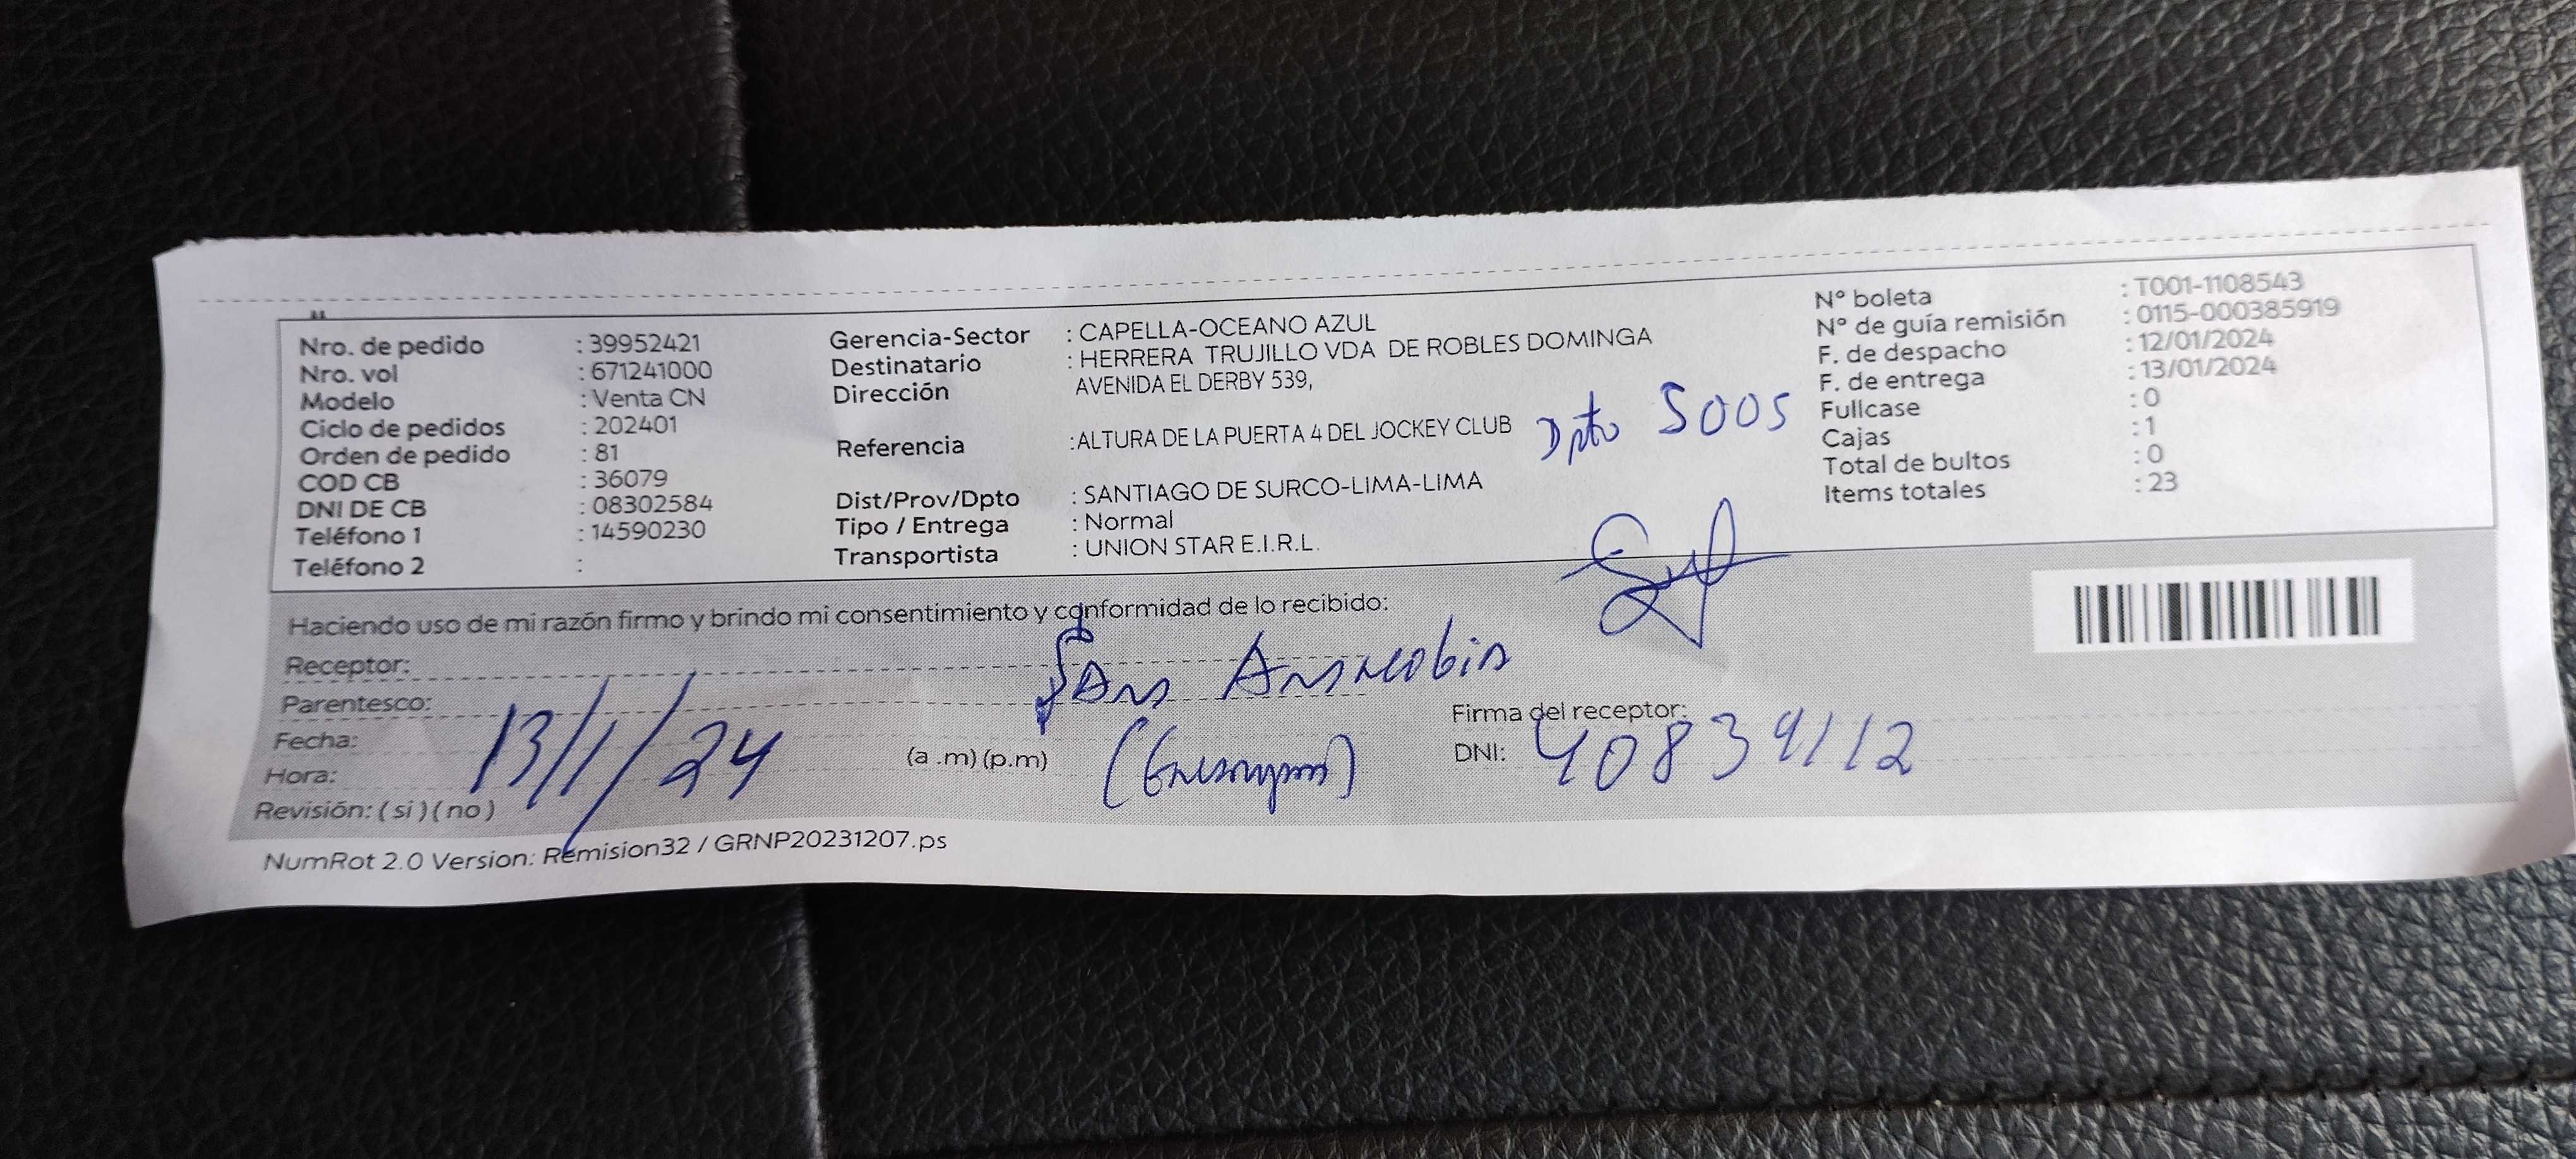 Nro. de pedido : 39952421
Nro. vol : 671241000
Modelo : Venta CN
Ciclo de pedidos : 202401
Orden de pedido : 81
COD CB : 36079
DNI DE CB : 08302584
Teléfono 1 : 14590230
Teléfono 2 :
Gerencia-Sector : CAPELLA-OCEANO AZUL
Destinatario : HERRERA TRUJILLO VDA DE ROBLES DOMINGA
Dirección AVENIDA EL DERBY 539,
Referencia :ALTURA DE LA PUERTA 4 DEL JOCKEY CLUB Dpto 5005
Dist/Prov/Dpto : SANTIAGO DE SURCO-LIMA-LIMA
Tipo / Entrega : Normal
Transportista : UNION STAR E.I.R.L.
N° boleta : T001-1108543
N° de guía remisión : 0115-000385919
F. de despacho : 12/01/2024
F. de entrega : 13/01/2024
Fullcase : 0
Cajas : 1
Total de bultos : 0
Items totales : 23
Haciendo uso de mi razón firmo y brindo mi consentimiento y conformidad de lo recibido:
Receptor:
Parentesco:
Fecha: 13/1/24
Hora: (a .m) (p.m)
Revisión: ( si ) ( no )
Firma del receptor:
DNI: 40839112
NumRot 2.0 Version: Remision32 / GRNP20231207.ps